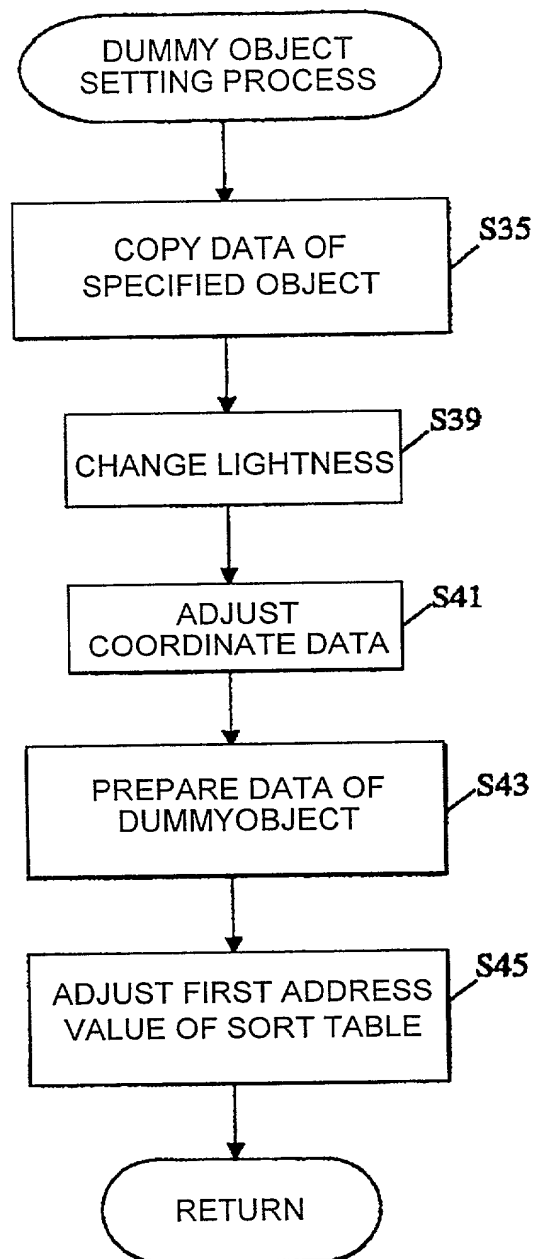 DUMMY OBJECT
SETTING PROCESS
S35
COPY DATA OF
SPECIFIED OBJECT
S39
CHANGE LIGHTNESS
S41
ADJUST
COORDINATE DATA
S43
PREPARE DATA OF
DUMMYOBJECT
S45
ADJUST FIRST ADDRESS
VALUE OF SORT TABLE
RETURN